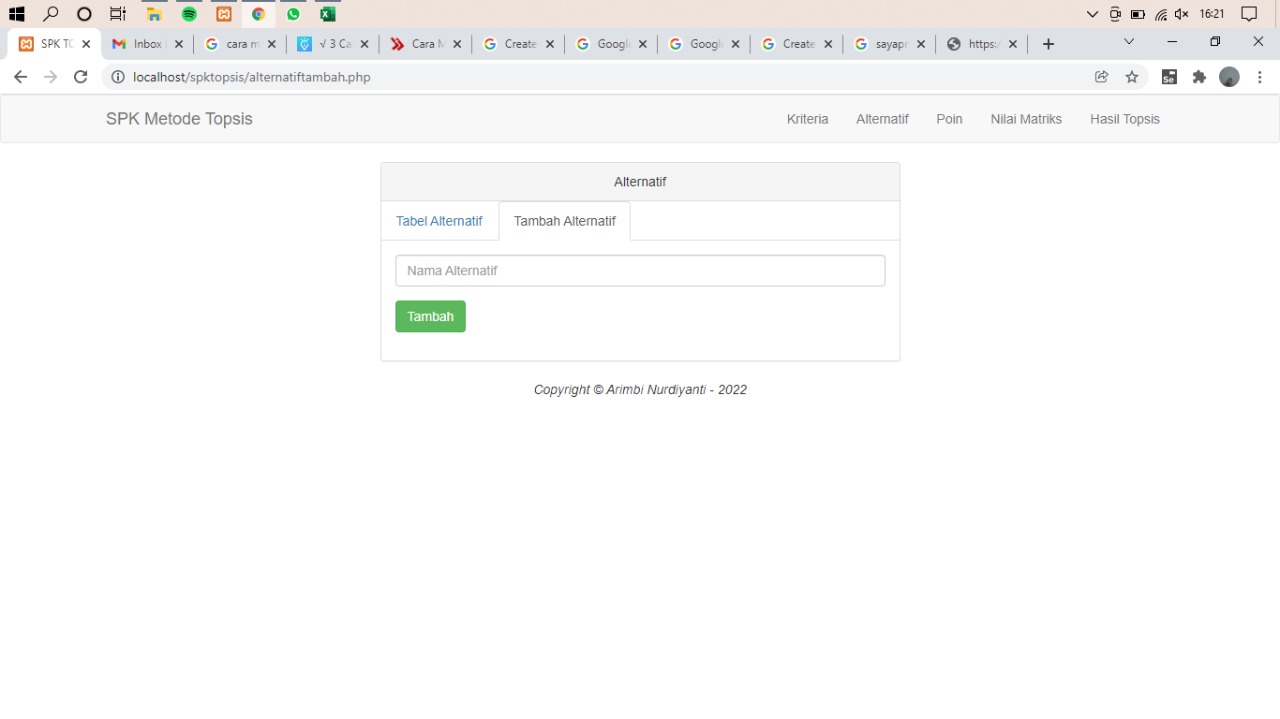 16:21
SPK TC
Inbox
cara m
√ 3 Ca
Cara M
Create
Googl
Googl
Create
sayapr
https:/
localhost/spktopsis/alternatiftambah.php
SPK Metode Topsis
Kriteria
Alternatif
Poin
Nilai Matriks
Hasil Topsis
Alternatif
Tabel Alternatif
Tambah Alternatif
Nama Alternatif
Tambah
Copyright © Arimbi Nurdiyanti - 2022